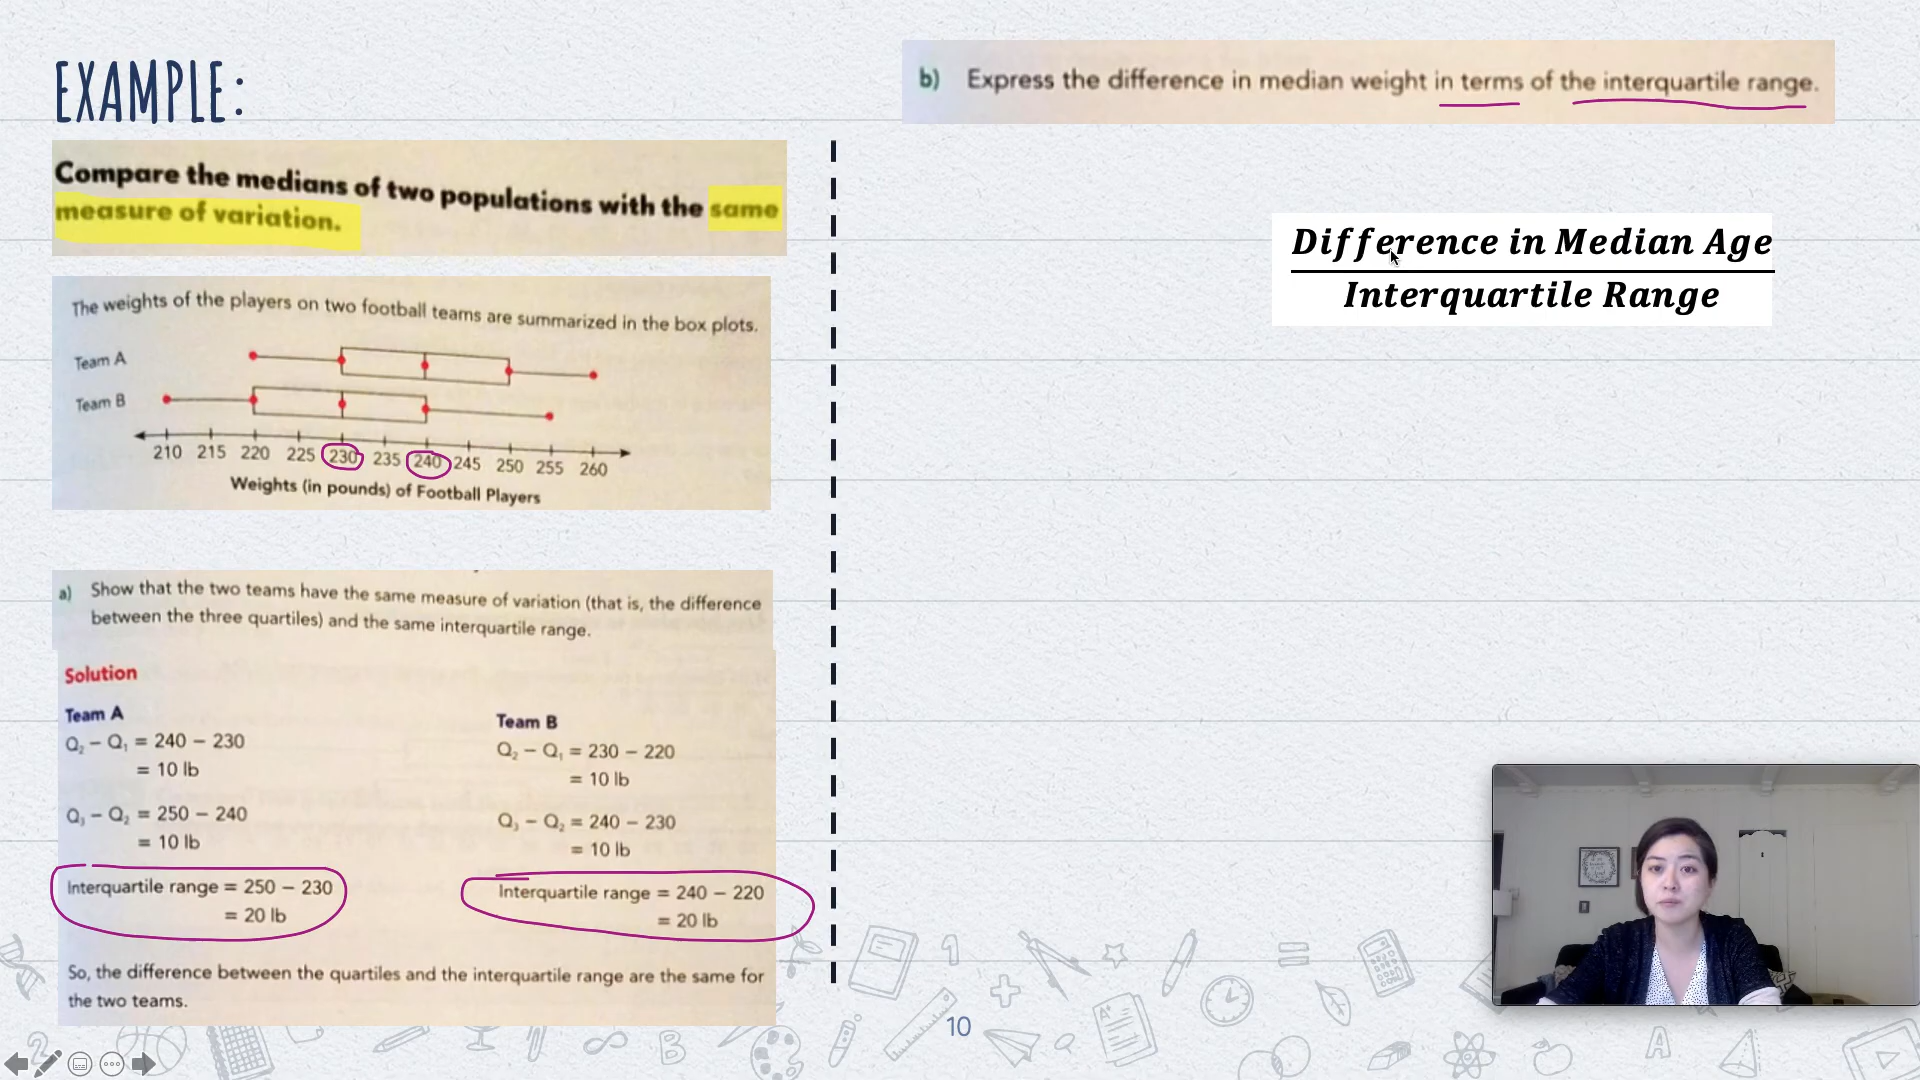 EXAMPLE:
Compare the medians of two populations with the same
measure of variation.
The weights of the players on two football teams are summarized in the box plots.
Team A
Team B
210 215 220 225 230 235 240 245 250 255 260
Weights (in pounds) of Football Players
a) Show that the two teams have the same measure of variation (that is, the difference
between the three quartiles) and the same interquartile range.
Solution
Team A
Q₂ − Q₁ = 240 − 230
= 10 lb
Q₃ − Q₂ = 250 − 240
= 10 lb
Interquartile range = 250 − 230
= 20 lb
Team B
Q₂ − Q₁ = 230 − 220
= 10 lb
Q₃ − Q₂ = 240 − 230
= 10 lb
Interquartile range = 240 − 220
= 20 lb
So, the difference between the quartiles and the interquartile range are the same for
the two teams.
b) Express the difference in median weight in terms of the interquartile range.
Difference in Median Age
Interquartile Range
10